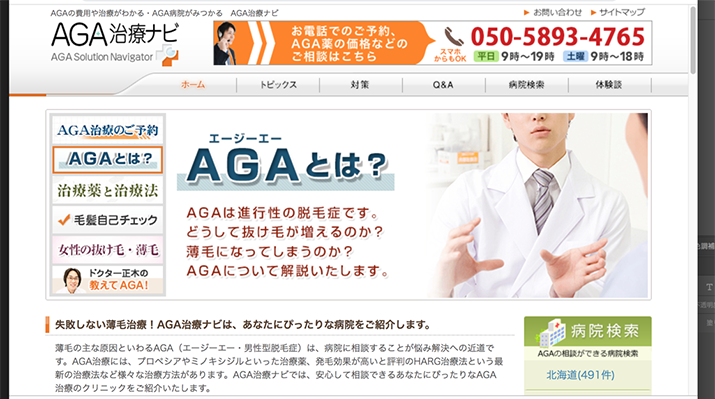 AGAの費用や治療がわかる・AGA病院がみつかる　AGA治療ナビ
お問い合わせ
サイトマップ
AGA治療ナビ
AGA Solution Navigator
お電話でのご予約、
AGA薬の価格などの
ご相談はこちら
スマホ
からもOK
050-5893-4765
平日 9時〜19時 土曜 9時〜18時
ホーム
トピックス
対策
Q&A
病院検索
体験談
AGA治療のご予約
AGAとは？
治療薬と治療法
毛髪自己チェック
女性の抜け毛・薄毛
ドクター正木の
教えてAGA!
エージーエー
AGAとは？
AGAは進行性の脱毛症です。
どうして抜け毛が増えるのか？
薄毛になってしまうのか？
AGAについて解説いたします。
失敗しない薄毛治療！AGA治療ナビは、あなたにぴったりな病院をご紹介します。
薄毛の主な原因といわるAGA（エージーエー・男性型脱毛症）は、病院に相談することが悩み解決への近道で
す。AGA治療には、プロペシアやミノキシジルといった治療薬、発毛効果が高いと評判のHARG治療法という最
新の治療法など様々な治療方法があります。AGA治療ナビでは、安心して相談できるあなたにぴったりなAGA
治療のクリニックをご紹介いたします。
病院検索
AGAの相談ができる病院検索
北海道(491件)
色調補
T